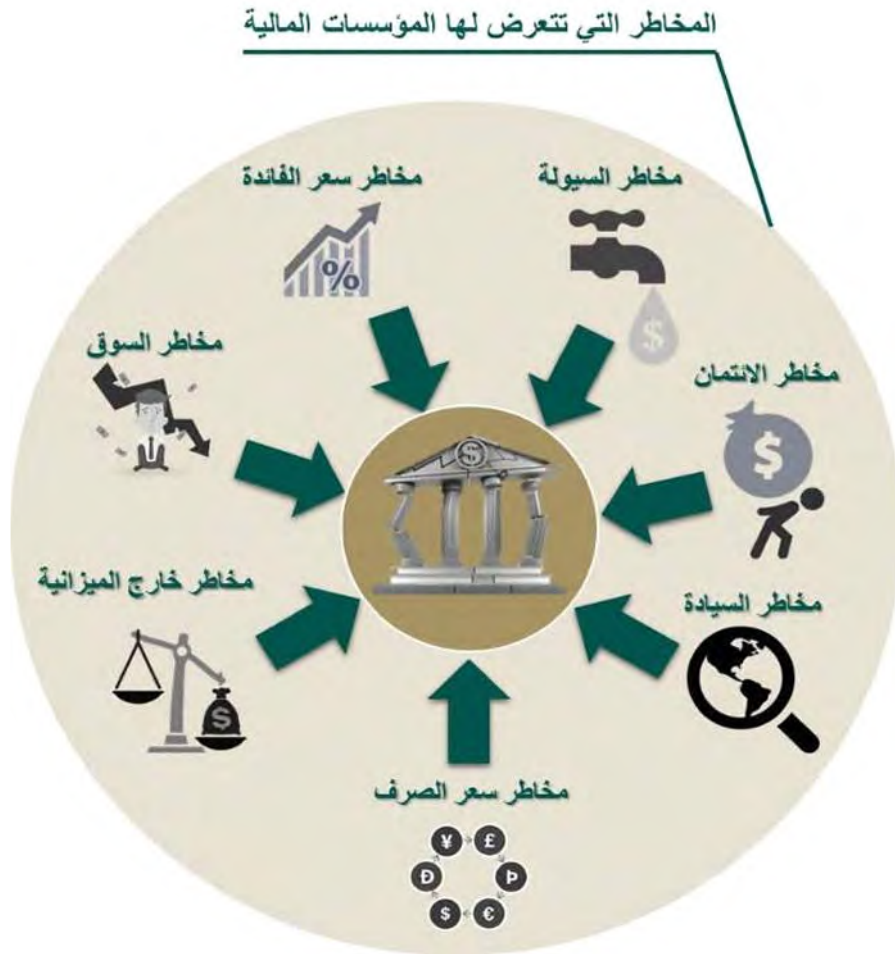 المخاطر التي تتعرض لها المؤسسات المالية
مخاطر السيولة
مخاطر سعر الفائدة
%
$
مخاطر السوق
مخاطر الائتمان
$
$
مخاطر خارج الميزانية
مخاطر السيادة
$
مخاطر سعر الصرف
¥ £
Đ Þ
$ €